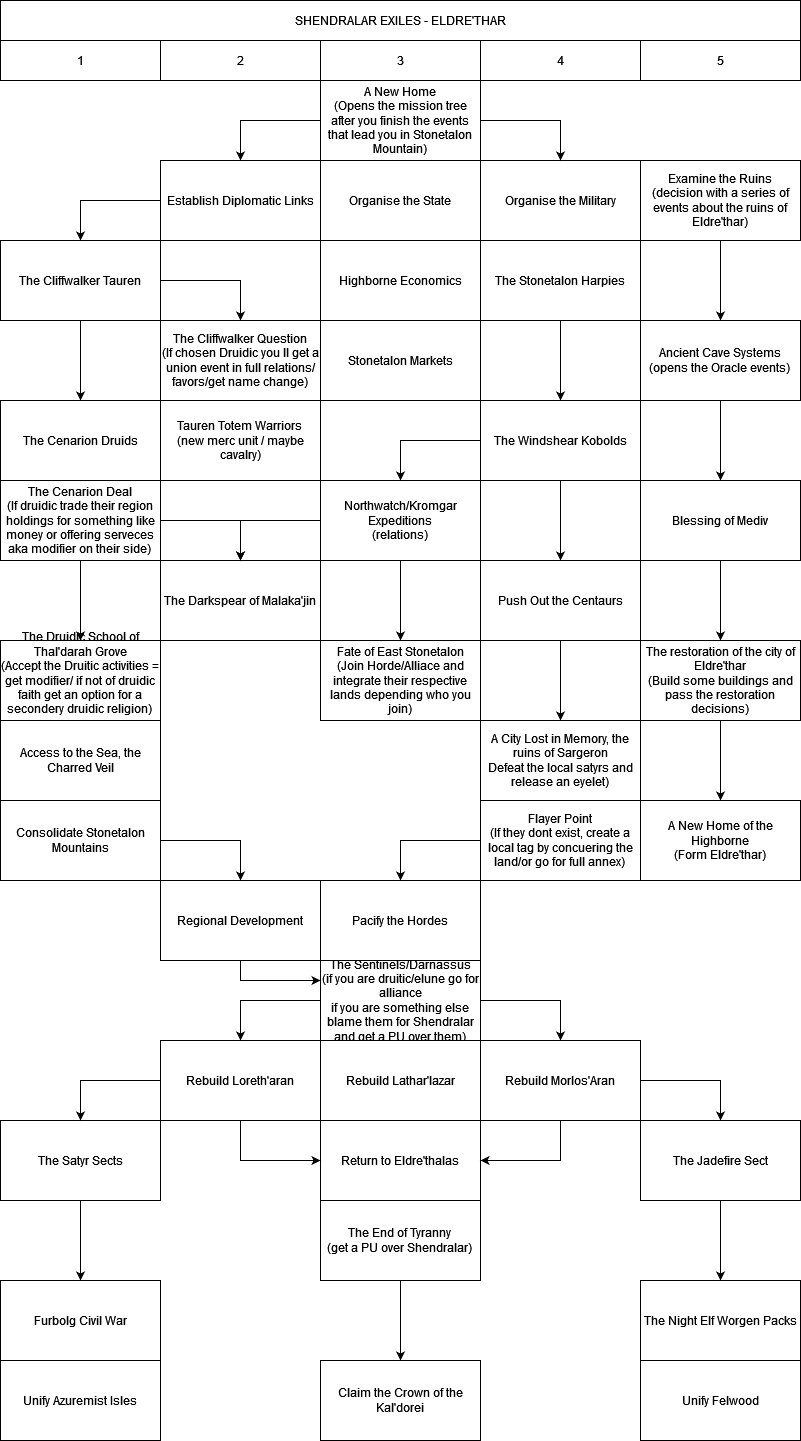 SHENDRALAR EXILES - ELDRE'THAR
1
2
3
4
5
A New Home
(Opens the mission tree
after you finish the events
that lead you in Stonetalon
Mountain)
Establish Diplomatic Links
Organise the State
Organise the Military
Examine the Ruins
(decision with a series of
events about the ruins of
Eldre'thar)
The Cliffwalker Tauren
Highborne Economics
The Stonetalon Harpies
The Cliffwalker Question
(If chosen Druidic you ll get a
union event in full relations/
favors/get name change)
Stonetalon Markets
Ancient Cave Systems
(opens the Oracle events)
The Cenarion Druids
Tauren Totem Warriors
(new merc unit / maybe
cavalry)
The Windshear Kobolds
The Cenarion Deal
(If druidic trade their region
holdings for something like
money or offering serveces
aka modifier on their side)
Northwatch/Kromgar
Expeditions
(relations)
Blessing of Mediv
The Darkspear of Malaka'jin
Push Out the Centaurs
The Druidic School of
Thal'darah Grove
(Accept the Druitic activities =
get modifier/ if not of druidic
faith get an option for a
secondery druidic religion)
Fate of East Stonetalon
(Join Horde/Alliace and
integrate their respective
lands depending who you
join)
The restoration of the city of
Eldre'thar
(Build some buildings and
pass the restoration
decisions)
Access to the Sea, the
Charred Veil
A City Lost in Memory, the
ruins of Sargeron
Defeat the local satyrs and
release an eyelet)
Consolidate Stonetalon
Mountains
Flayer Point
(If they dont exist, create a
local tag by concuering the
land/or go for full annex)
A New Home of the
Highborne
(Form Eldre'thar)
Regional Development
Pacify the Hordes
The Sentinels/Darnassus
(if you are druitic/elune go for
alliance
if you are something else
blame them for Shendralar
and get a PU over them)
Rebuild Loreth'aran
Rebuild Lathar'lazar
Rebuild Morlos'Aran
The Satyr Sects
Return to Eldre'thalas
The Jadefire Sect
The End of Tyranny
(get a PU over Shendralar)
Furbolg Civil War
The Night Elf Worgen Packs
Unify Azuremist Isles
Claim the Crown of the
Kal'dorei
Unify Felwood